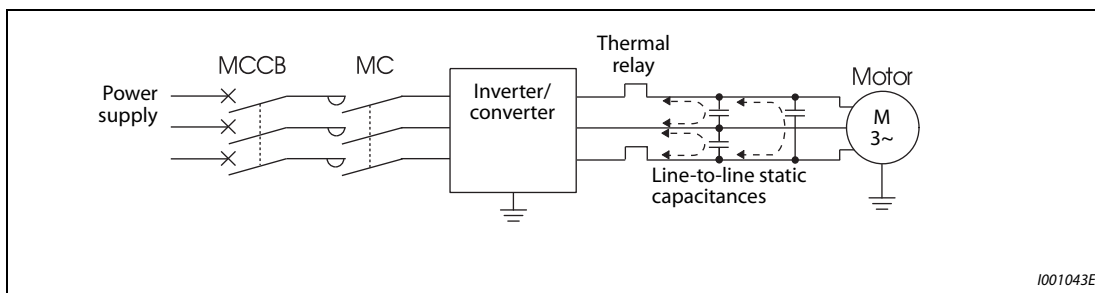 Thermal
relay
MCCB
MC
Motor
Power
supply
Inverter/
converter
M
3~
Line-to-line static
capacitances
I001043E